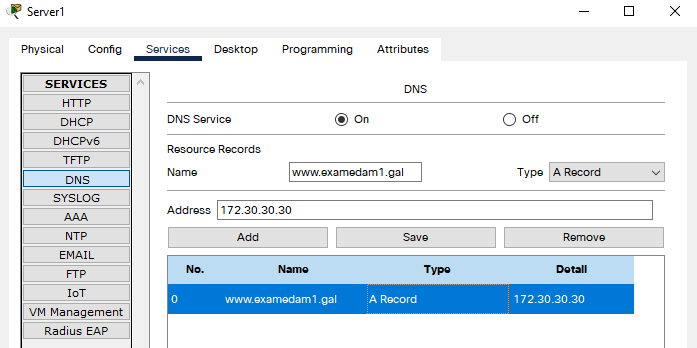 Server1
Physical Config Services Desktop Programming Attributes
SERVICES
HTTP
DHCP
DHCPv6
TFTP
DNS
SYSLOG
AAA
NTP
EMAIL
FTP
IoT
VM Management
Radius EAP
DNS
DNS Service On Off
Resource Records
Name www.examedam1.gal Type A Record
Address 172.30.30.30
Add Save Remove
No. Name Type Detail
0 www.examedam1.gal A Record 172.30.30.30